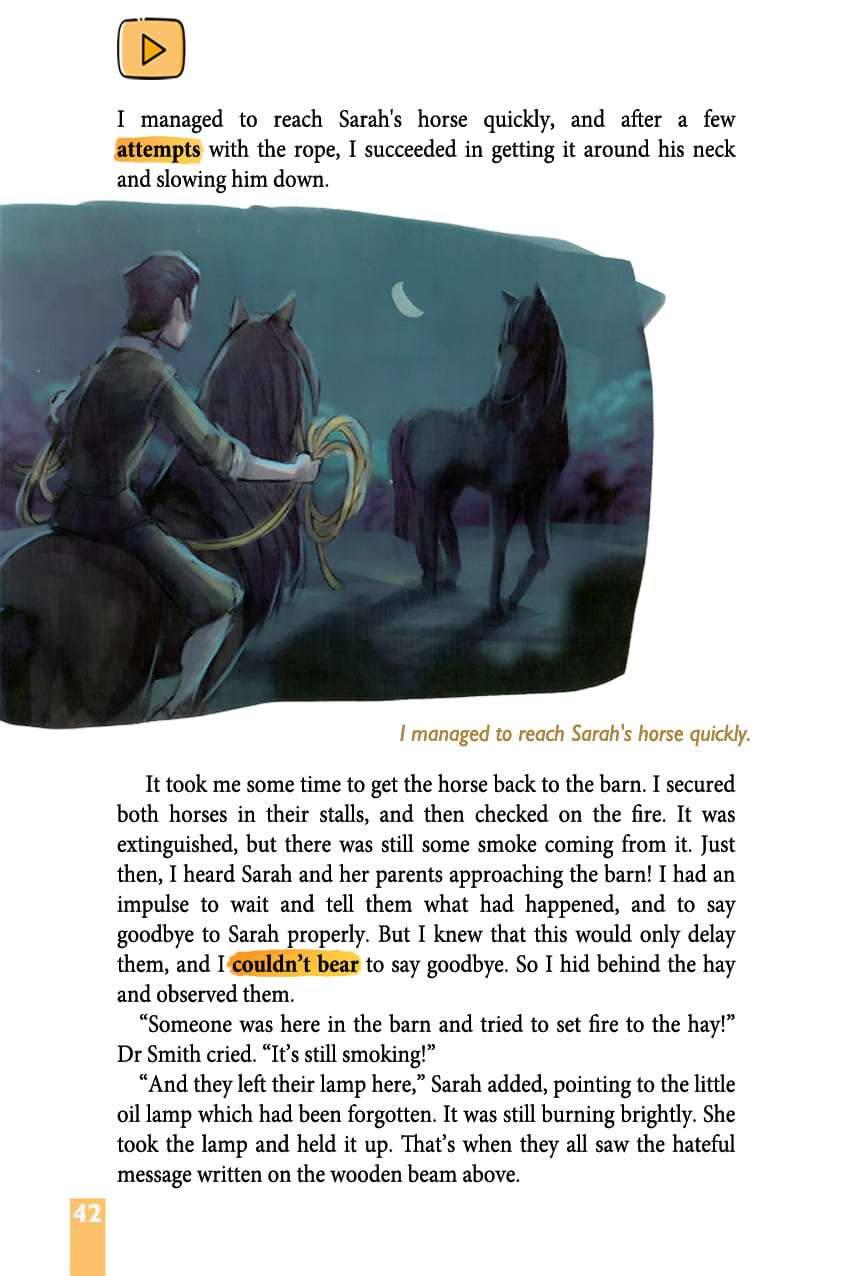 I managed to reach Sarah's horse quickly, and after a few
attempts with the rope, I succeeded in getting it around his neck
and slowing him down.
I managed to reach Sarah's horse quickly.
It took me some time to get the horse back to the barn. I secured
both horses in their stalls, and then checked on the fire. It was
extinguished, but there was still some smoke coming from it. Just
then, I heard Sarah and her parents approaching the barn! I had an
impulse to wait and tell them what had happened, and to say
goodbye to Sarah properly. But I knew that this would only delay
them, and I couldn’t bear to say goodbye. So I hid behind the hay
and observed them.
“Someone was here in the barn and tried to set fire to the hay!”
Dr Smith cried. “It’s still smoking!”
“And they left their lamp here,” Sarah added, pointing to the little
oil lamp which had been forgotten. It was still burning brightly. She
took the lamp and held it up. That’s when they all saw the hateful
message written on the wooden beam above.
42